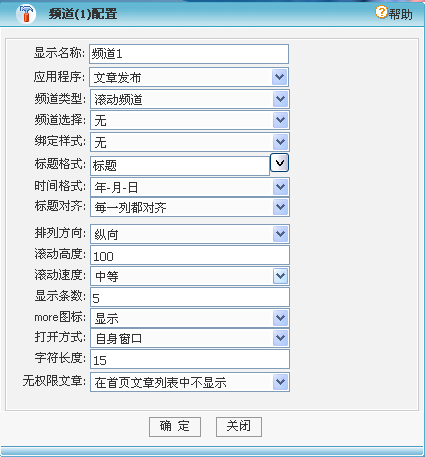 频道(1)配置 帮助
显示名称: 频道1
应用程序: 文章发布
频道类型: 滚动频道
频道选择: 无
绑定样式: 无
标题格式: 标题
时间格式: 年-月-日
标题对齐: 每一列都对齐
排列方向: 纵向
滚动高度: 100
滚动速度: 中等
显示条数: 5
more图标: 显示
打开方式: 自身窗口
字符长度: 15
无权限文章: 在首页文章列表中不显示
确 定 关闭